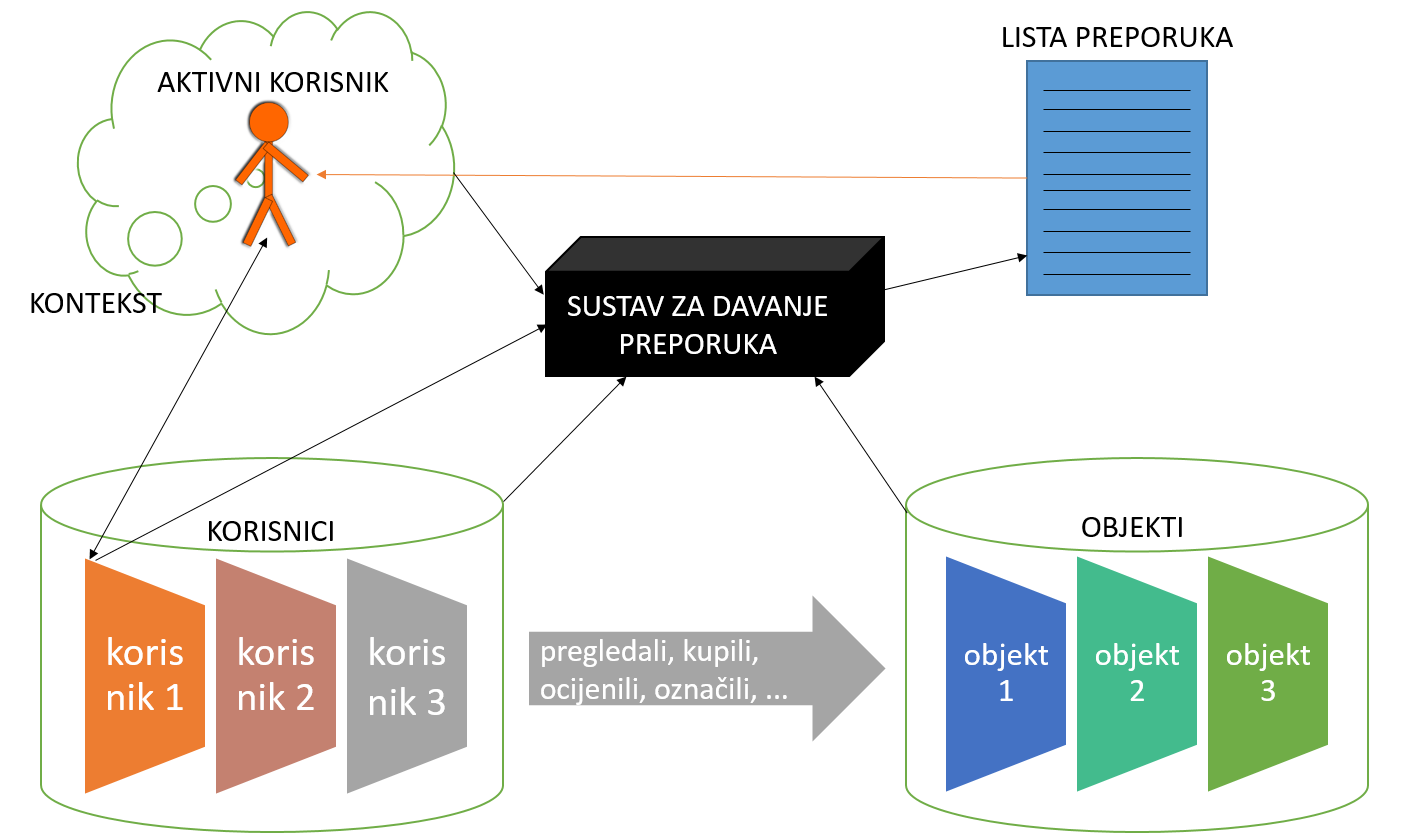 AKTIVNI KORISNIK
LISTA PREPORUKA
KONTEKST
SUSTAV ZA DAVANJE
PREPORUKA
KORISNICI
OBJEKTI
koris
nik 1
koris
nik 2
koris
nik 3
pregledali, kupili,
ocijenili, označili, ...
objekt
1
objekt
2
objekt
3